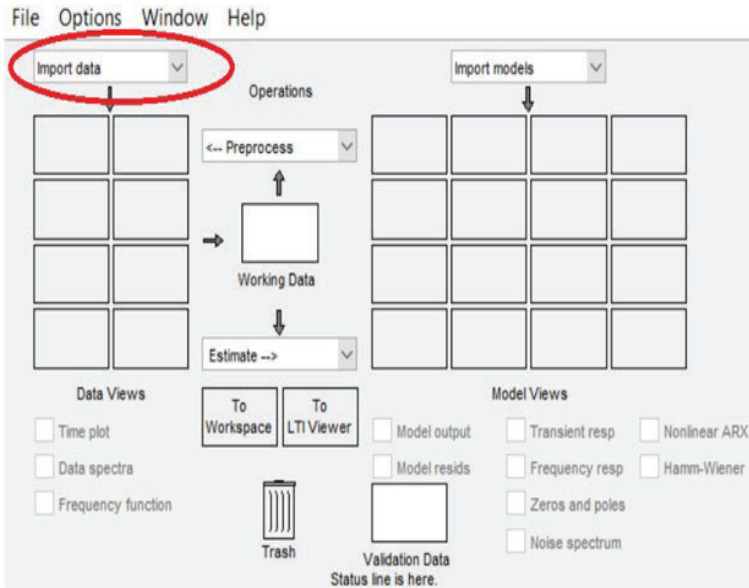 File Options Window Help
Import data
Import models
Operations
<-- Preprocess
Working Data
Estimate -->
Data Views
Model Views
To
Workspace
To
LTI Viewer
Time plot
Data spectra
Frequency function
Model output
Model resids
Transient resp
Frequency resp
Zeros and poles
Noise spectrum
Nonlinear ARX
Hamm-Wiener
Trash
Validation Data
Status line is here.